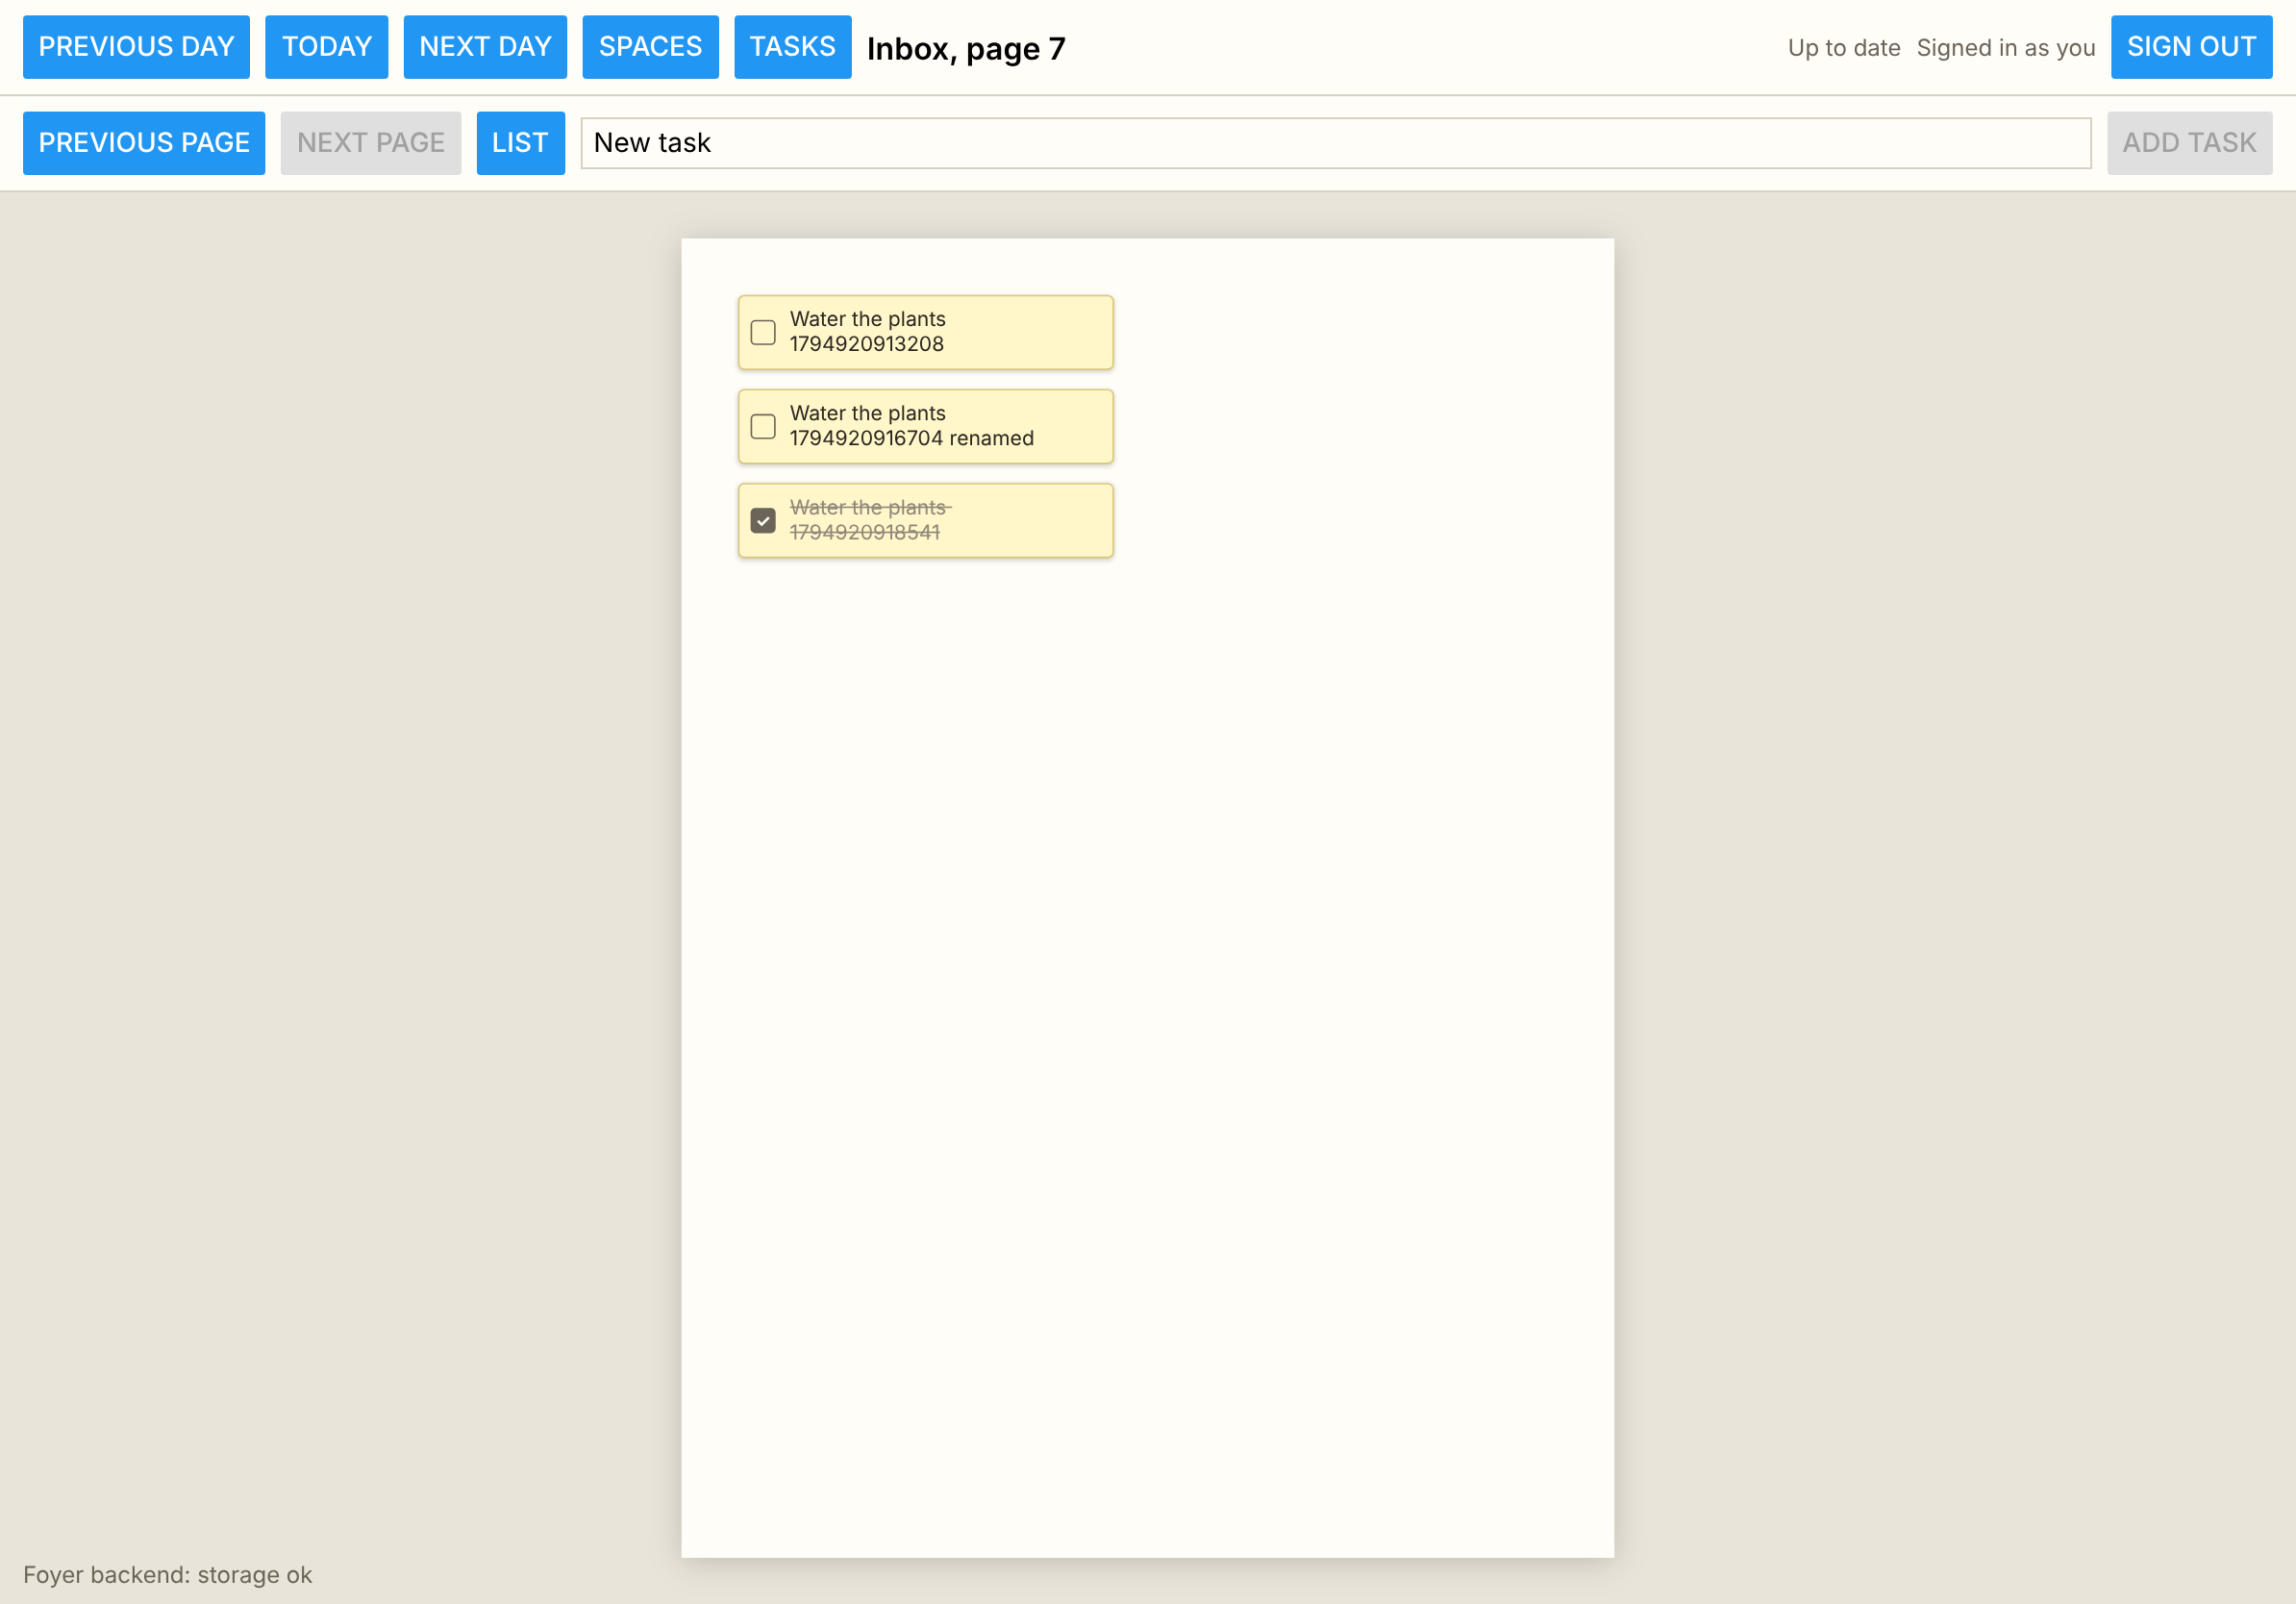 PREVIOUS DAY TODAY NEXT DAY SPACES TASKS Inbox, page 7 Up to date Signed in as you SIGN OUT
PREVIOUS PAGE NEXT PAGE LIST New task ADD TASK
Water the plants
1794920913208
Water the plants
1794920916704 renamed
Water the plants
1794920918541
Foyer backend: storage ok